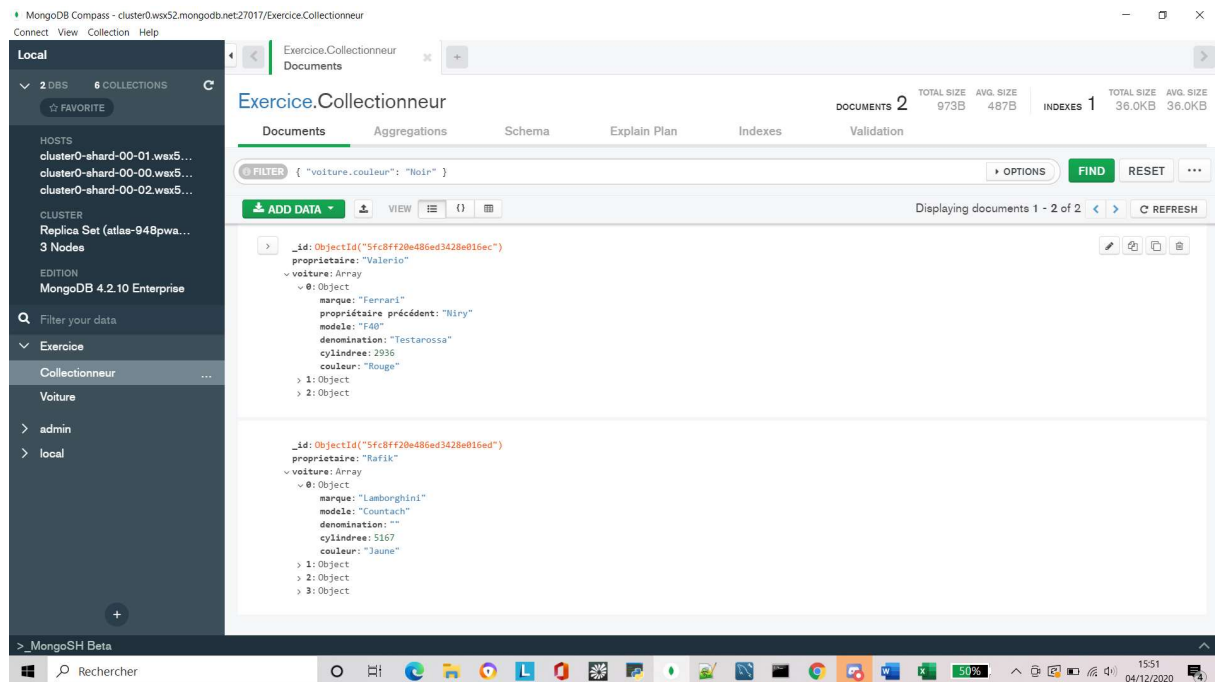 MongoDB Compass - cluster0.wsx52.mongodb.net:27017/Exercice.Collectionneur
Connect View Collection Help
Local
2 DBS 6 COLLECTIONS
FAVORITE
HOSTS
cluster0-shard-00-01.wsx5...
cluster0-shard-00-00.wsx5...
cluster0-shard-00-02.wsx5...
CLUSTER
Replica Set (atlas-948pwa...
3 Nodes
EDITION
MongoDB 4.2.10 Enterprise
Filter your data
Exercice
Collectionneur ...
Voiture
admin
local
>_MongoSH Beta
Exercice.Collectionneur
Documents
Exercice.Collectionneur
DOCUMENTS 2 TOTAL SIZE 973B AVG. SIZE 487B INDEXES 1 TOTAL SIZE 36.0KB AVG. SIZE 36.0KB
Documents Aggregations Schema Explain Plan Indexes Validation
FILTER { "voiture.couleur": "Noir" } OPTIONS FIND RESET ...
ADD DATA VIEW {} Displaying documents 1 - 2 of 2 < > REFRESH
_id: ObjectId("5fc8ff20e486ed3428e016ec")
proprietaire: "Valerio"
voiture: Array
0: Object
marque: "Ferrari"
propriétaire précédent: "Niry"
modele: "F40"
denomination: "Testarossa"
cylindree: 2936
couleur: "Rouge"
> 1: Object
> 2: Object
_id: ObjectId("5fc8ff20e486ed3428e016ed")
proprietaire: "Rafik"
voiture: Array
0: Object
marque: "Lamborghini"
modele: "Countach"
denomination: ""
cylindree: 5167
couleur: "Jaune"
> 1: Object
> 2: Object
> 3: Object
Rechercher
50%
15:51
04/12/2020
4